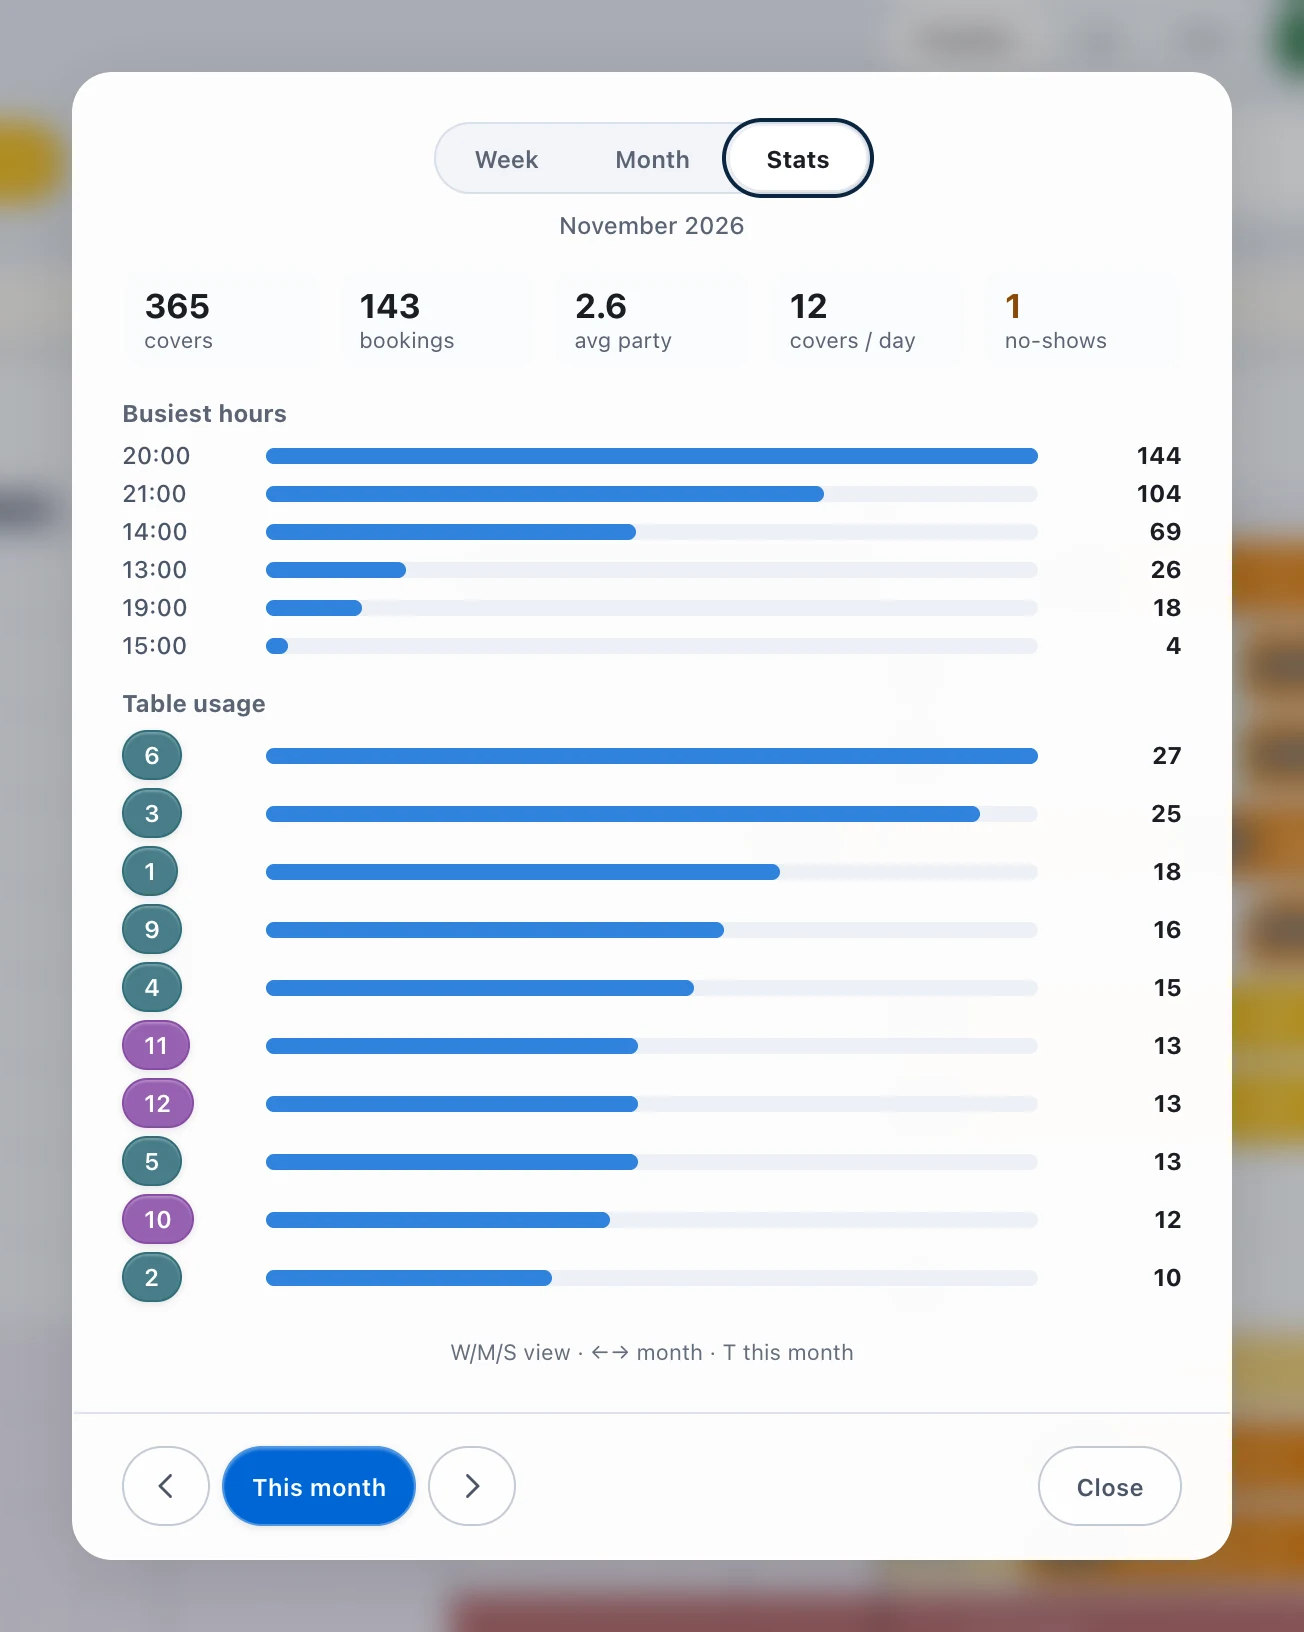 Week Month Stats
November 2026
365 143 2.6 12 1
covers bookings avg party covers / day no-shows
Busiest hours
20:00 144
21:00 104
14:00 69
13:00 26
19:00 18
15:00 4
Table usage
6 27
3 25
1 18
9 16
4 15
11 13
12 13
5 13
10 12
2 10
W/M/S view · ←→ month · T this month
This month Close